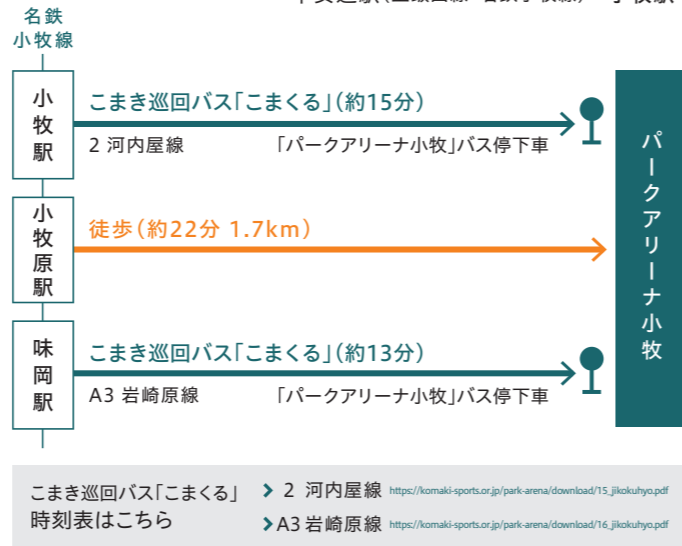 名鉄
小牧線
小牧駅
こまき巡回バス「こまくる」（約15分）
2 河内屋線
「パークアリーナ小牧」バス停下車
小牧原駅
徒歩（約22分 1.7km）
味岡駅
こまき巡回バス「こまくる」（約13分）
A3 岩崎原線
「パークアリーナ小牧」バス停下車
パークアリーナ小牧
こまき巡回バス「こまくる」
時刻表はこちら
2 河内屋線 https://komaki-sports.or.jp/park-arena/download/15_jikokuhyo.pdf
A3 岩崎原線 https://komaki-sports.or.jp/park-arena/download/16_jikokuhyo.pdf